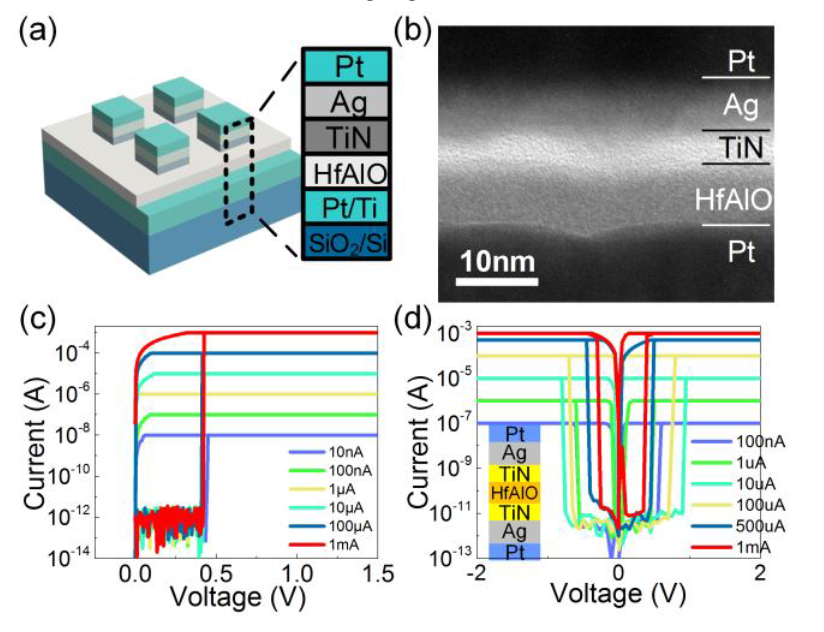 (a)
Pt
Ag
TiN
HfAlO
Pt/Ti
SiO₂/Si
(b)
Pt
Ag
TiN
HfAlO
Pt
10nm
(c)
Current (A)
10⁻⁴
10⁻⁶
10⁻⁸
10⁻¹⁰
10⁻¹²
10⁻¹⁴
10nA
100nA
1μA
10μA
100μA
1mA
0.0 0.5 1.0 1.5
Voltage (V)
(d)
Current (A)
10⁻³
10⁻⁵
10⁻⁷
10⁻⁹
10⁻¹¹
10⁻¹³
Pt
Ag
TiN
HfAlO
TiN
Ag
Pt
100nA
1uA
10uA
100uA
500uA
1mA
-2 0 2
Voltage (V)